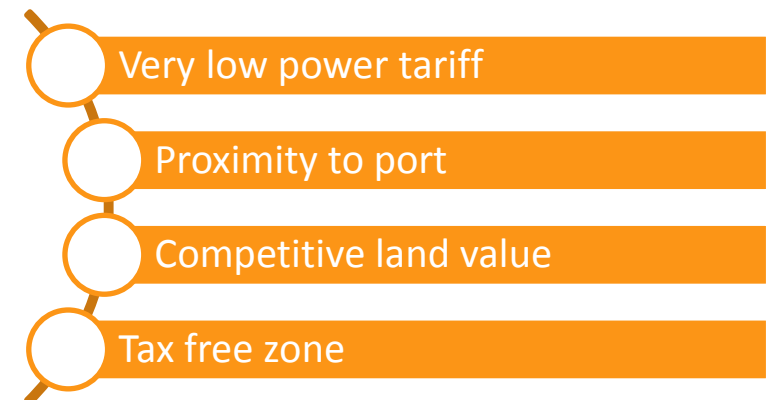 Very low power tariff
Proximity to port
Competitive land value
Tax free zone